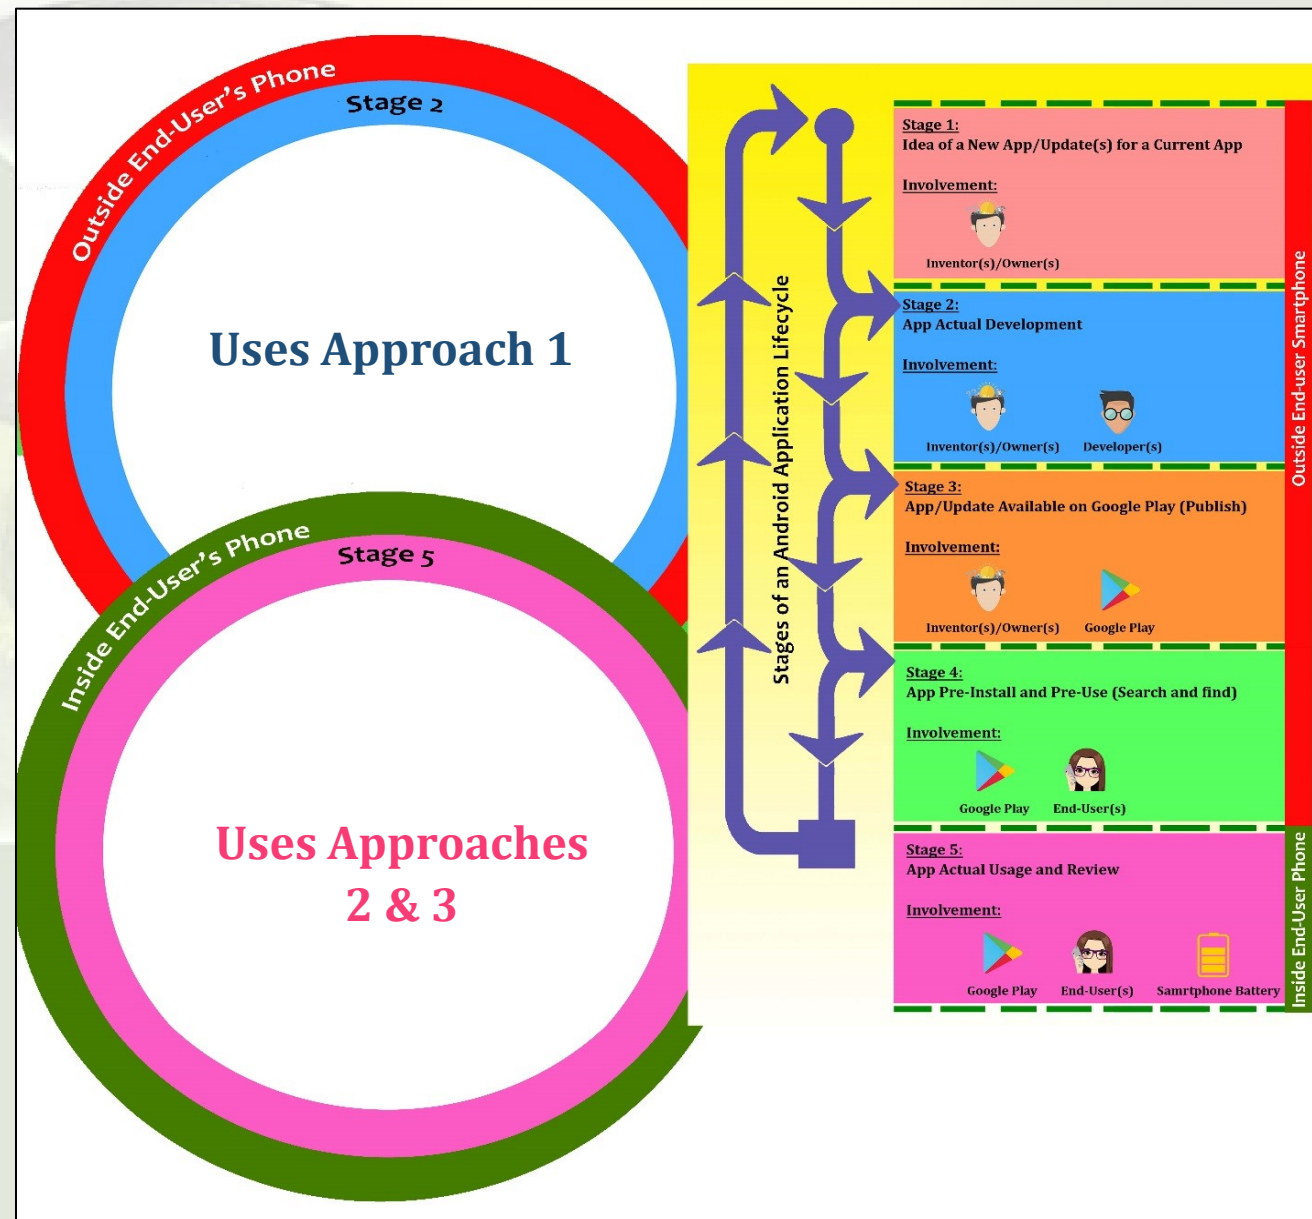 Outside End-User's Phone
Stage 2
Uses Approach 1
Inside End-User's Phone
Stage 5
Uses Approaches
2 & 3
Stages of an Android Application Lifecycle
Stage 1:
Idea of a New App/Update(s) for a Current App
Involvement:
Inventor(s)/Owner(s)
Stage 2:
App Actual Development
Involvement:
Inventor(s)/Owner(s) Developer(s)
Stage 3:
App/Update Available on Google Play (Publish)
Involvement:
Inventor(s)/Owner(s) Google Play
Stage 4:
App Pre-Install and Pre-Use (Search and find)
Involvement:
Google Play End-User(s)
Stage 5:
App Actual Usage and Review
Involvement:
Google Play End-User(s) Samrtphone Battery
Outside End-user Smartphone
Inside End-User Phone